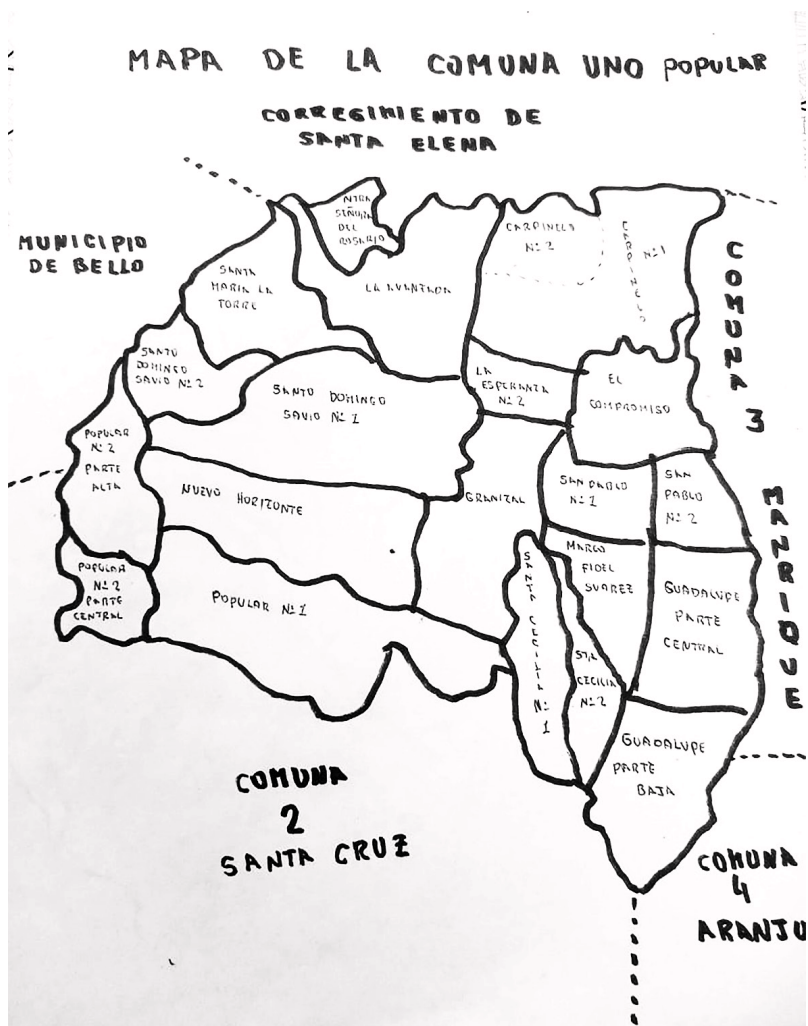 MAPA DE LA COMUNA UNO POPULAR
CORREGIMIENTO DE
SANTA ELENA
MUNICIPIO
DE BELLO
NTRA
SEÑORA
DEL
ROSARIO
SANTA
MARIA LA
TORRE
LA AVANZADA
CARPINELO
Nº 2
CARPINELO Nº 1
COMUNA 3
MANRIQUE
SANTO
DOMINGO
SAVIO Nº 2
SANTO DOMINGO
SAVIO Nº 1
LA
ESPERANZA
Nº 2
EL
COMPROMISO
POPULAR
Nº 2
PARTE
ALTA
NUEVO HORIZONTE
GRANIZAL
SAN PABLO
Nº 1
SAN
PABLO
Nº 2
POPULAR
Nº 2
PARTE
CENTRAL
POPULAR Nº 1
SANTA CECILIA Nº 1
MARCO
FIDEL
SUAREZ
STA
CECILIA
Nº 2
GUADALUPE
PARTE
CENTRAL
GUADALUPE
PARTE
BAJA
COMUNA
2
SANTA CRUZ
COMUNA
4
ARANJU